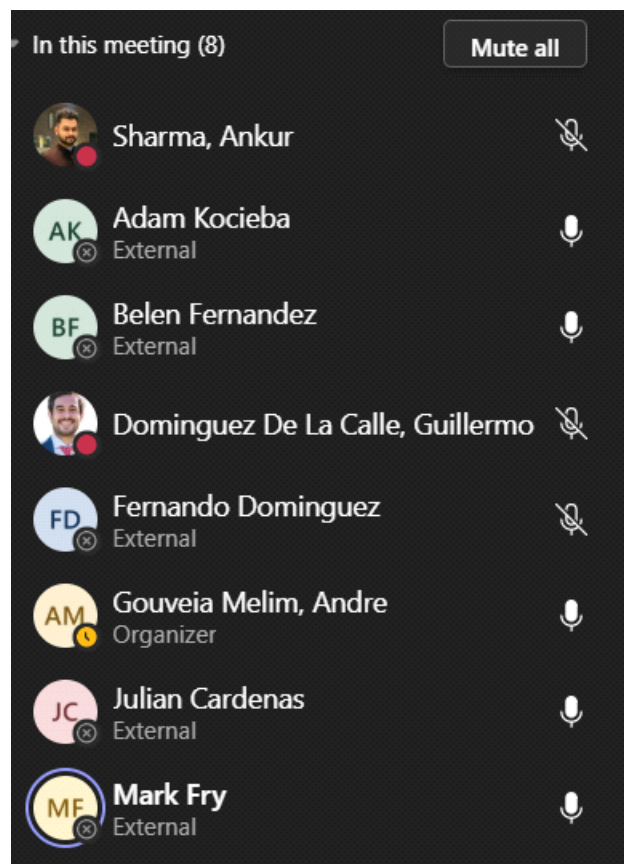 In this meeting (8)
Mute all
Sharma, Ankur
AK
Adam Kocieba
External
BF
Belen Fernandez
External
Dominguez De La Calle, Guillermo
FD
Fernando Dominguez
External
AM
Gouveia Melim, Andre
Organizer
JC
Julian Cardenas
External
MF
Mark Fry
External